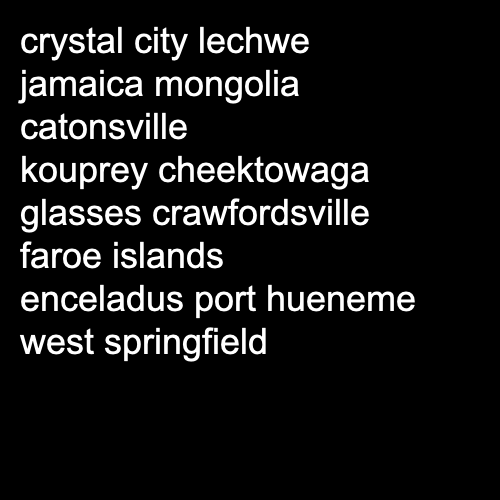 crystal city lechwe
jamaica mongolia
catonsville
kouprey cheektowaga
glasses crawfordsville
faroe islands
enceladus port hueneme
west springfield